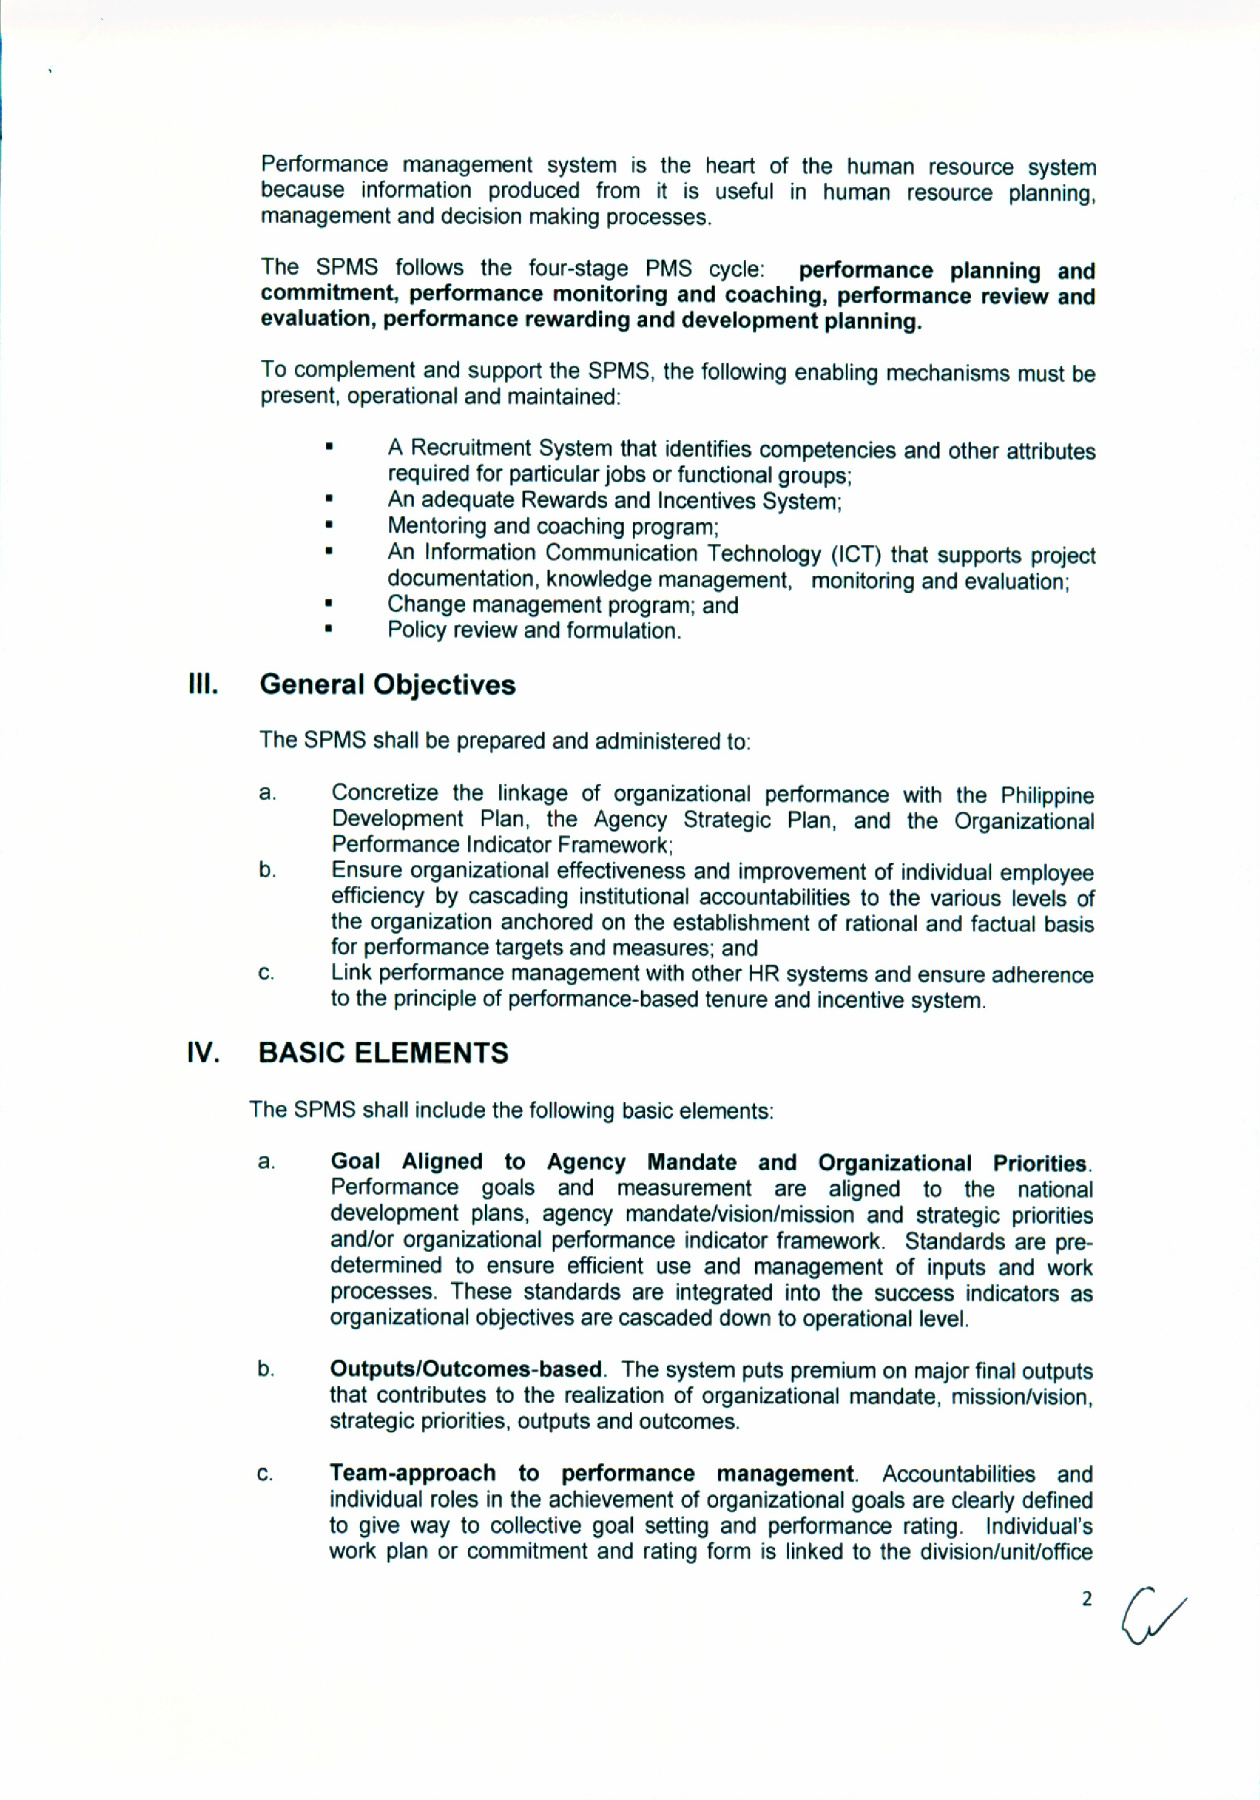 Performance management system is the heart of the human resource system
because information produced from it is useful in human resource planning,
management and decision making processes.
The SPMS follows the four-stage PMS cycle: performance planning and
commitment, performance monitoring and coaching, performance review and
evaluation, performance rewarding and development planning.
To complement and support the SPMS, the following enabling mechanisms must be
present, operational and maintained:
▪ A Recruitment System that identifies competencies and other attributes
required for particular jobs or functional groups;
▪ An adequate Rewards and Incentives System;
▪ Mentoring and coaching program;
▪ An Information Communication Technology (ICT) that supports project
documentation, knowledge management, monitoring and evaluation;
▪ Change management program; and
▪ Policy review and formulation.
III. General Objectives
The SPMS shall be prepared and administered to:
a. Concretize the linkage of organizational performance with the Philippine
Development Plan, the Agency Strategic Plan, and the Organizational
Performance Indicator Framework;
b. Ensure organizational effectiveness and improvement of individual employee
efficiency by cascading institutional accountabilities to the various levels of
the organization anchored on the establishment of rational and factual basis
for performance targets and measures; and
c. Link performance management with other HR systems and ensure adherence
to the principle of performance-based tenure and incentive system.
IV. BASIC ELEMENTS
The SPMS shall include the following basic elements:
a. Goal Aligned to Agency Mandate and Organizational Priorities.
Performance goals and measurement are aligned to the national
development plans, agency mandate/vision/mission and strategic priorities
and/or organizational performance indicator framework. Standards are pre-
determined to ensure efficient use and management of inputs and work
processes. These standards are integrated into the success indicators as
organizational objectives are cascaded down to operational level.
b. Outputs/Outcomes-based. The system puts premium on major final outputs
that contributes to the realization of organizational mandate, mission/vision,
strategic priorities, outputs and outcomes.
c. Team-approach to performance management. Accountabilities and
individual roles in the achievement of organizational goals are clearly defined
to give way to collective goal setting and performance rating. Individual's
work plan or commitment and rating form is linked to the division/unit/office
2